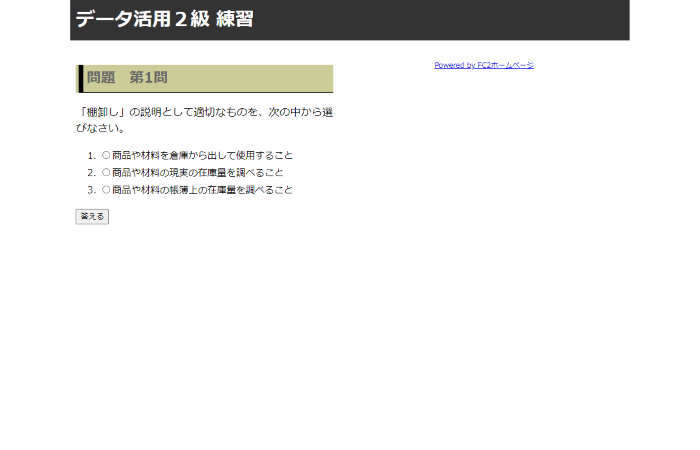 データ活用２級 練習
Powered by FC2ホームページ
問題　第1問
「棚卸し」の説明として適切なものを、次の中から選
びなさい。
1. 商品や材料を倉庫から出して使用すること
2. 商品や材料の現実の在庫量を調べること
3. 商品や材料の帳簿上の在庫量を調べること
答える